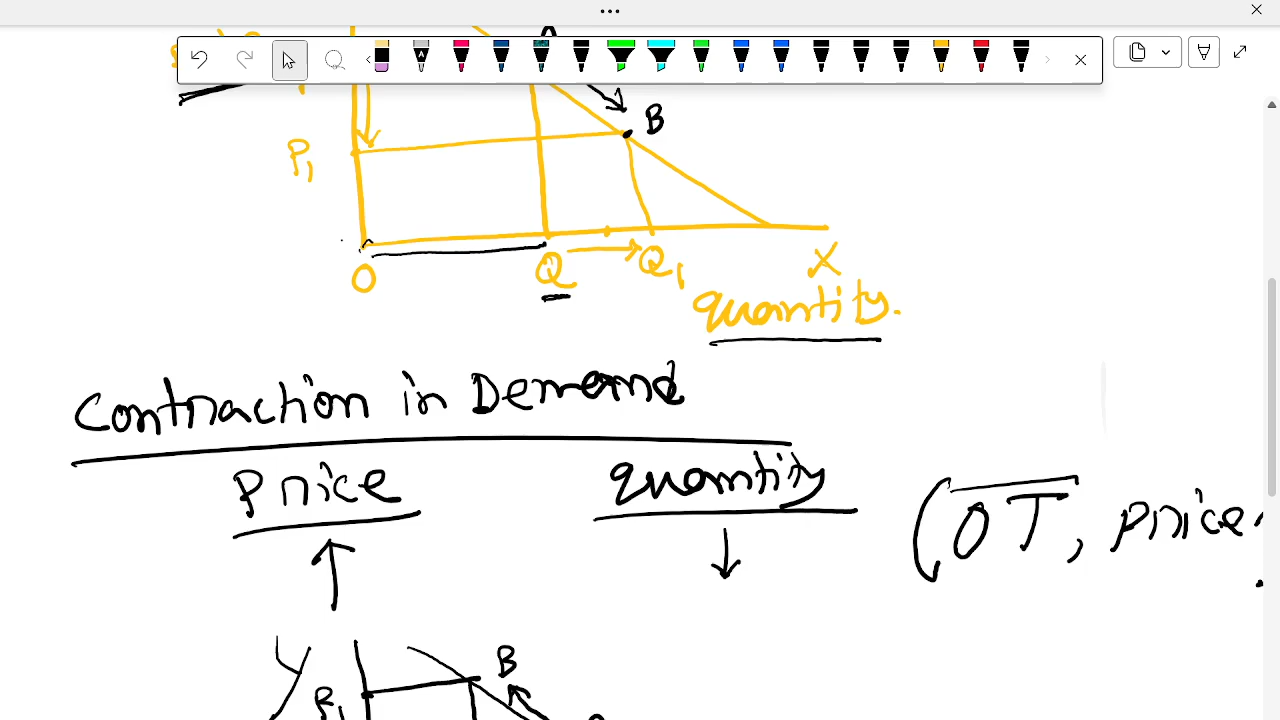 B
P1
O Q Q1 X
quantity.
Contraction in Demand
Price quantity
(OT, price
Y B
P1